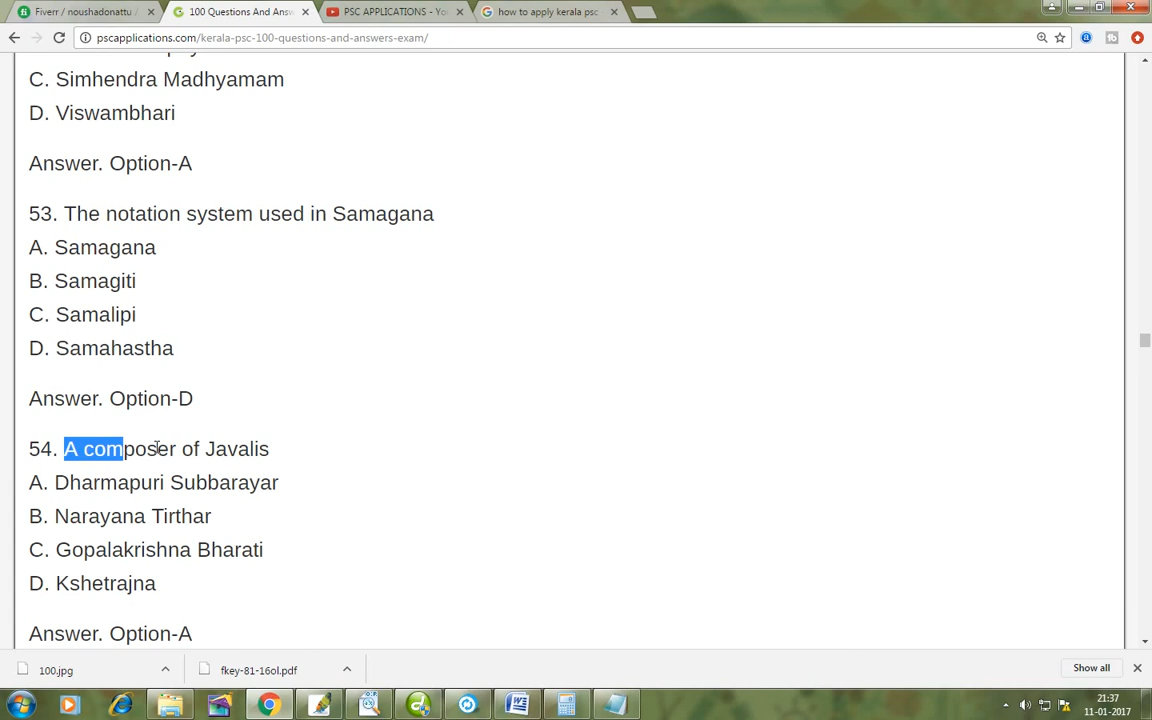 Fiverr / noushadonattu
100 Questions And Answ
PSC APPLICATIONS - You
how to apply kerala psc
pscapplications.com/kerala-psc-100-questions-and-answers-exam/
C. Simhendra Madhyamam
D. Viswambhari
Answer. Option-A
53. The notation system used in Samagana
A. Samagana
B. Samagiti
C. Samalipi
D. Samahastha
Answer. Option-D
54. A composer of Javalis
A. Dharmapuri Subbarayar
B. Narayana Tirthar
C. Gopalakrishna Bharati
D. Kshetrajna
Answer. Option-A
100.jpg
fkey-81-16ol.pdf
Show all
21:37
11-01-2017